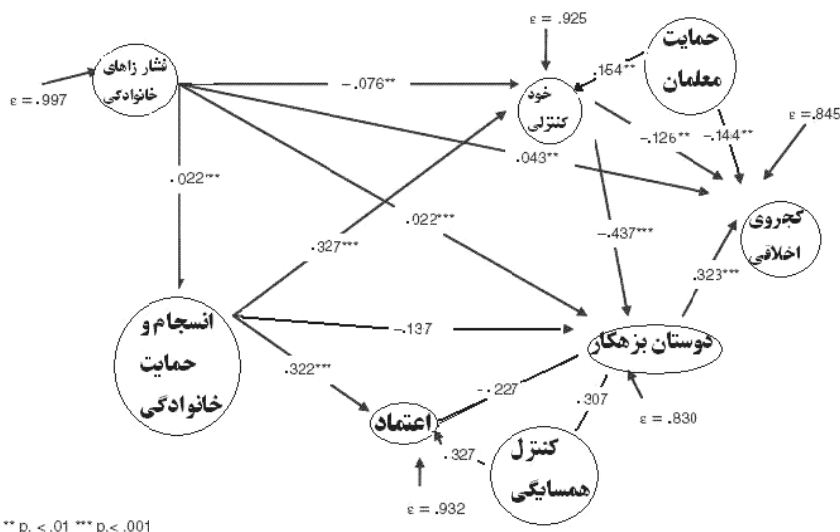 ε = .925
حمایت
معلمان
فشار زاهای
خانوادگی
ε = .997
-.076**
.154**
خود
کنترلی
ε =.845
-.126**
-.144**
.043**
.022***
.022***
.327***
-.437***
کجروی
اخلاقی
.323***
انسجام و
حمایت
خانوادگی
-.137
دوستان بزهکار
.322***
-.227
.307
ε = .830
اعتماد
.327
کنترل
همسایگی
ε =.932
** p. < .01 *** p.< .001